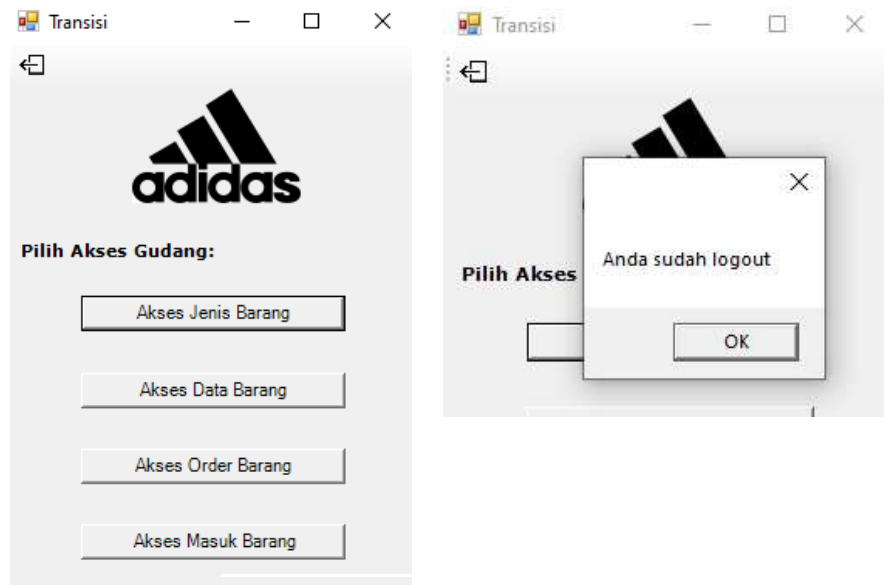 Transisi
adidas
Pilih Akses Gudang:
Akses Jenis Barang
Akses Data Barang
Akses Order Barang
Akses Masuk Barang
Transisi
Pilih Akses
Anda sudah logout
OK